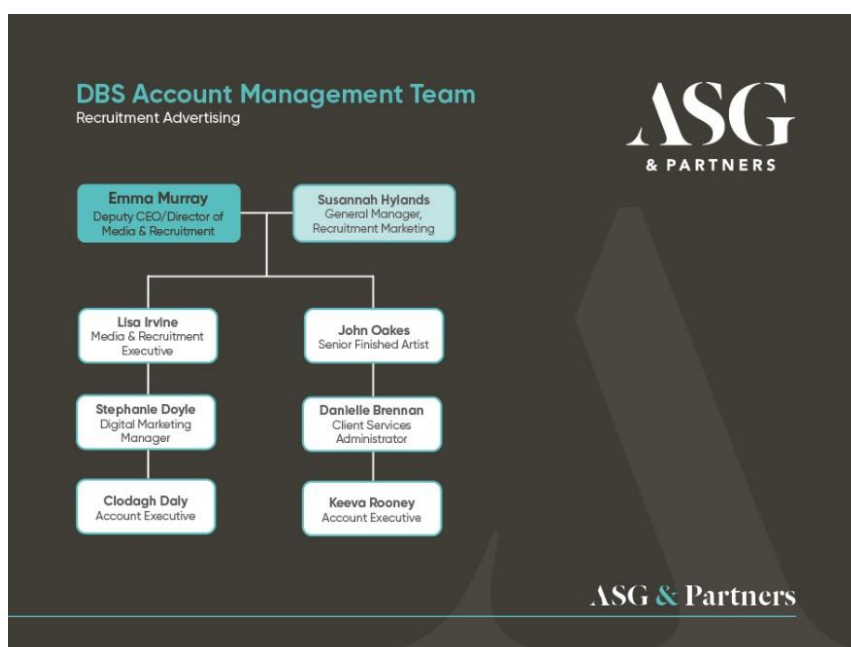 DBS Account Management Team
Recruitment Advertising
ASG
& PARTNERS
Emma Murray
Deputy CEO/Director of
Media & Recruitment
Susannah Hylands
General Manager,
Recruitment Marketing
Lisa Irvine
Media & Recruitment
Executive
John Oakes
Senior Finished Artist
Stephanie Doyle
Digital Marketing
Manager
Danielle Brennan
Client Services
Administrator
Clodagh Daly
Account Executive
Keeva Rooney
Account Executive
ASG & Partners